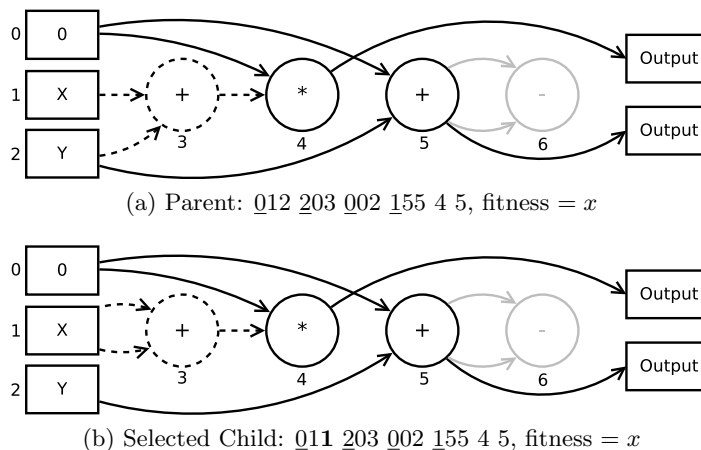 0 0
Output
1 X + * + -
3 4 5 6
2 Y
Output
(a) Parent: 012 203 002 155 4 5, fitness = x
0 0
Output
1 X + * + -
3 4 5 6
2 Y
Output
(b) Selected Child: 011 203 002 155 4 5, fitness = x